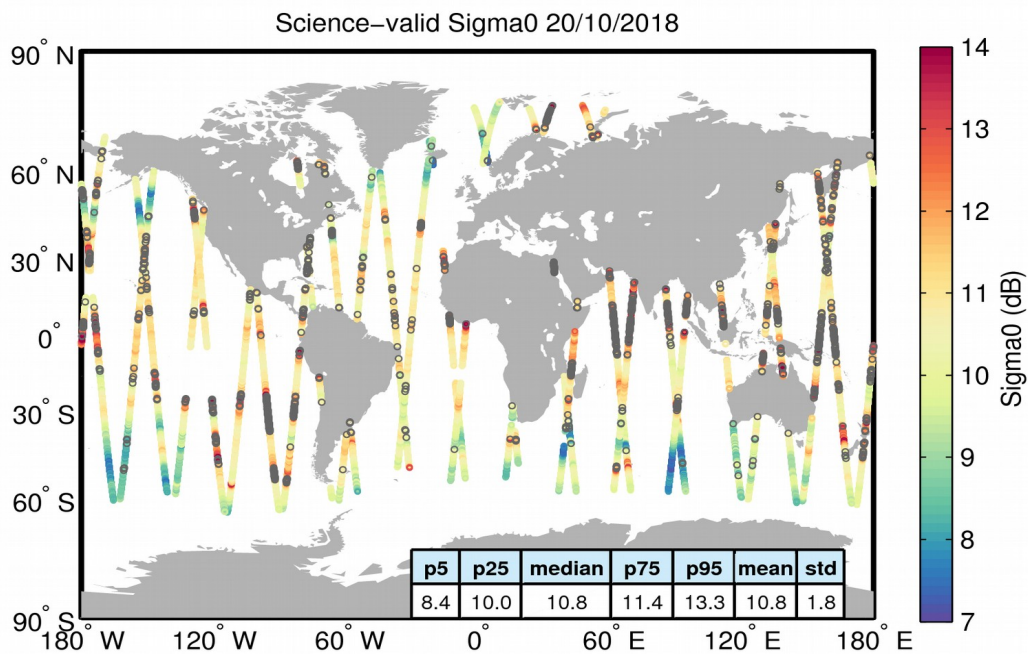 Science−valid Sigma0 20/10/2018
90° N
60° N
30° N
0°
30° S
60° S
90° S
180° W
120° W
60° W
0°
60° E
120° E
180° E
14
13
12
11
10
9
8
7
Sigma0 (dB)
p5 p25 median p75 p95 mean std
8.4 10.0 10.8 11.4 13.3 10.8 1.8